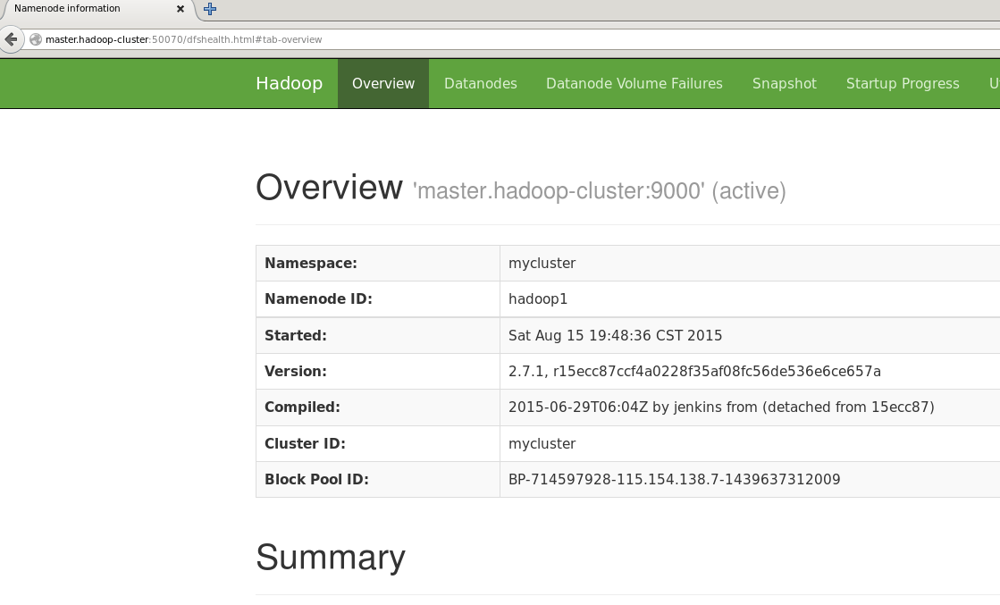 Namenode information
master.hadoop-cluster:50070/dfshealth.html#tab-overview
Hadoop Overview Datanodes Datanode Volume Failures Snapshot Startup Progress
Overview 'master.hadoop-cluster:9000' (active)
Namespace: mycluster
Namenode ID: hadoop1
Started: Sat Aug 15 19:48:36 CST 2015
Version: 2.7.1, r15ecc87ccf4a0228f35af08fc56de536e6ce657a
Compiled: 2015-06-29T06:04Z by jenkins from (detached from 15ecc87)
Cluster ID: mycluster
Block Pool ID: BP-714597928-115.154.138.7-1439637312009
Summary